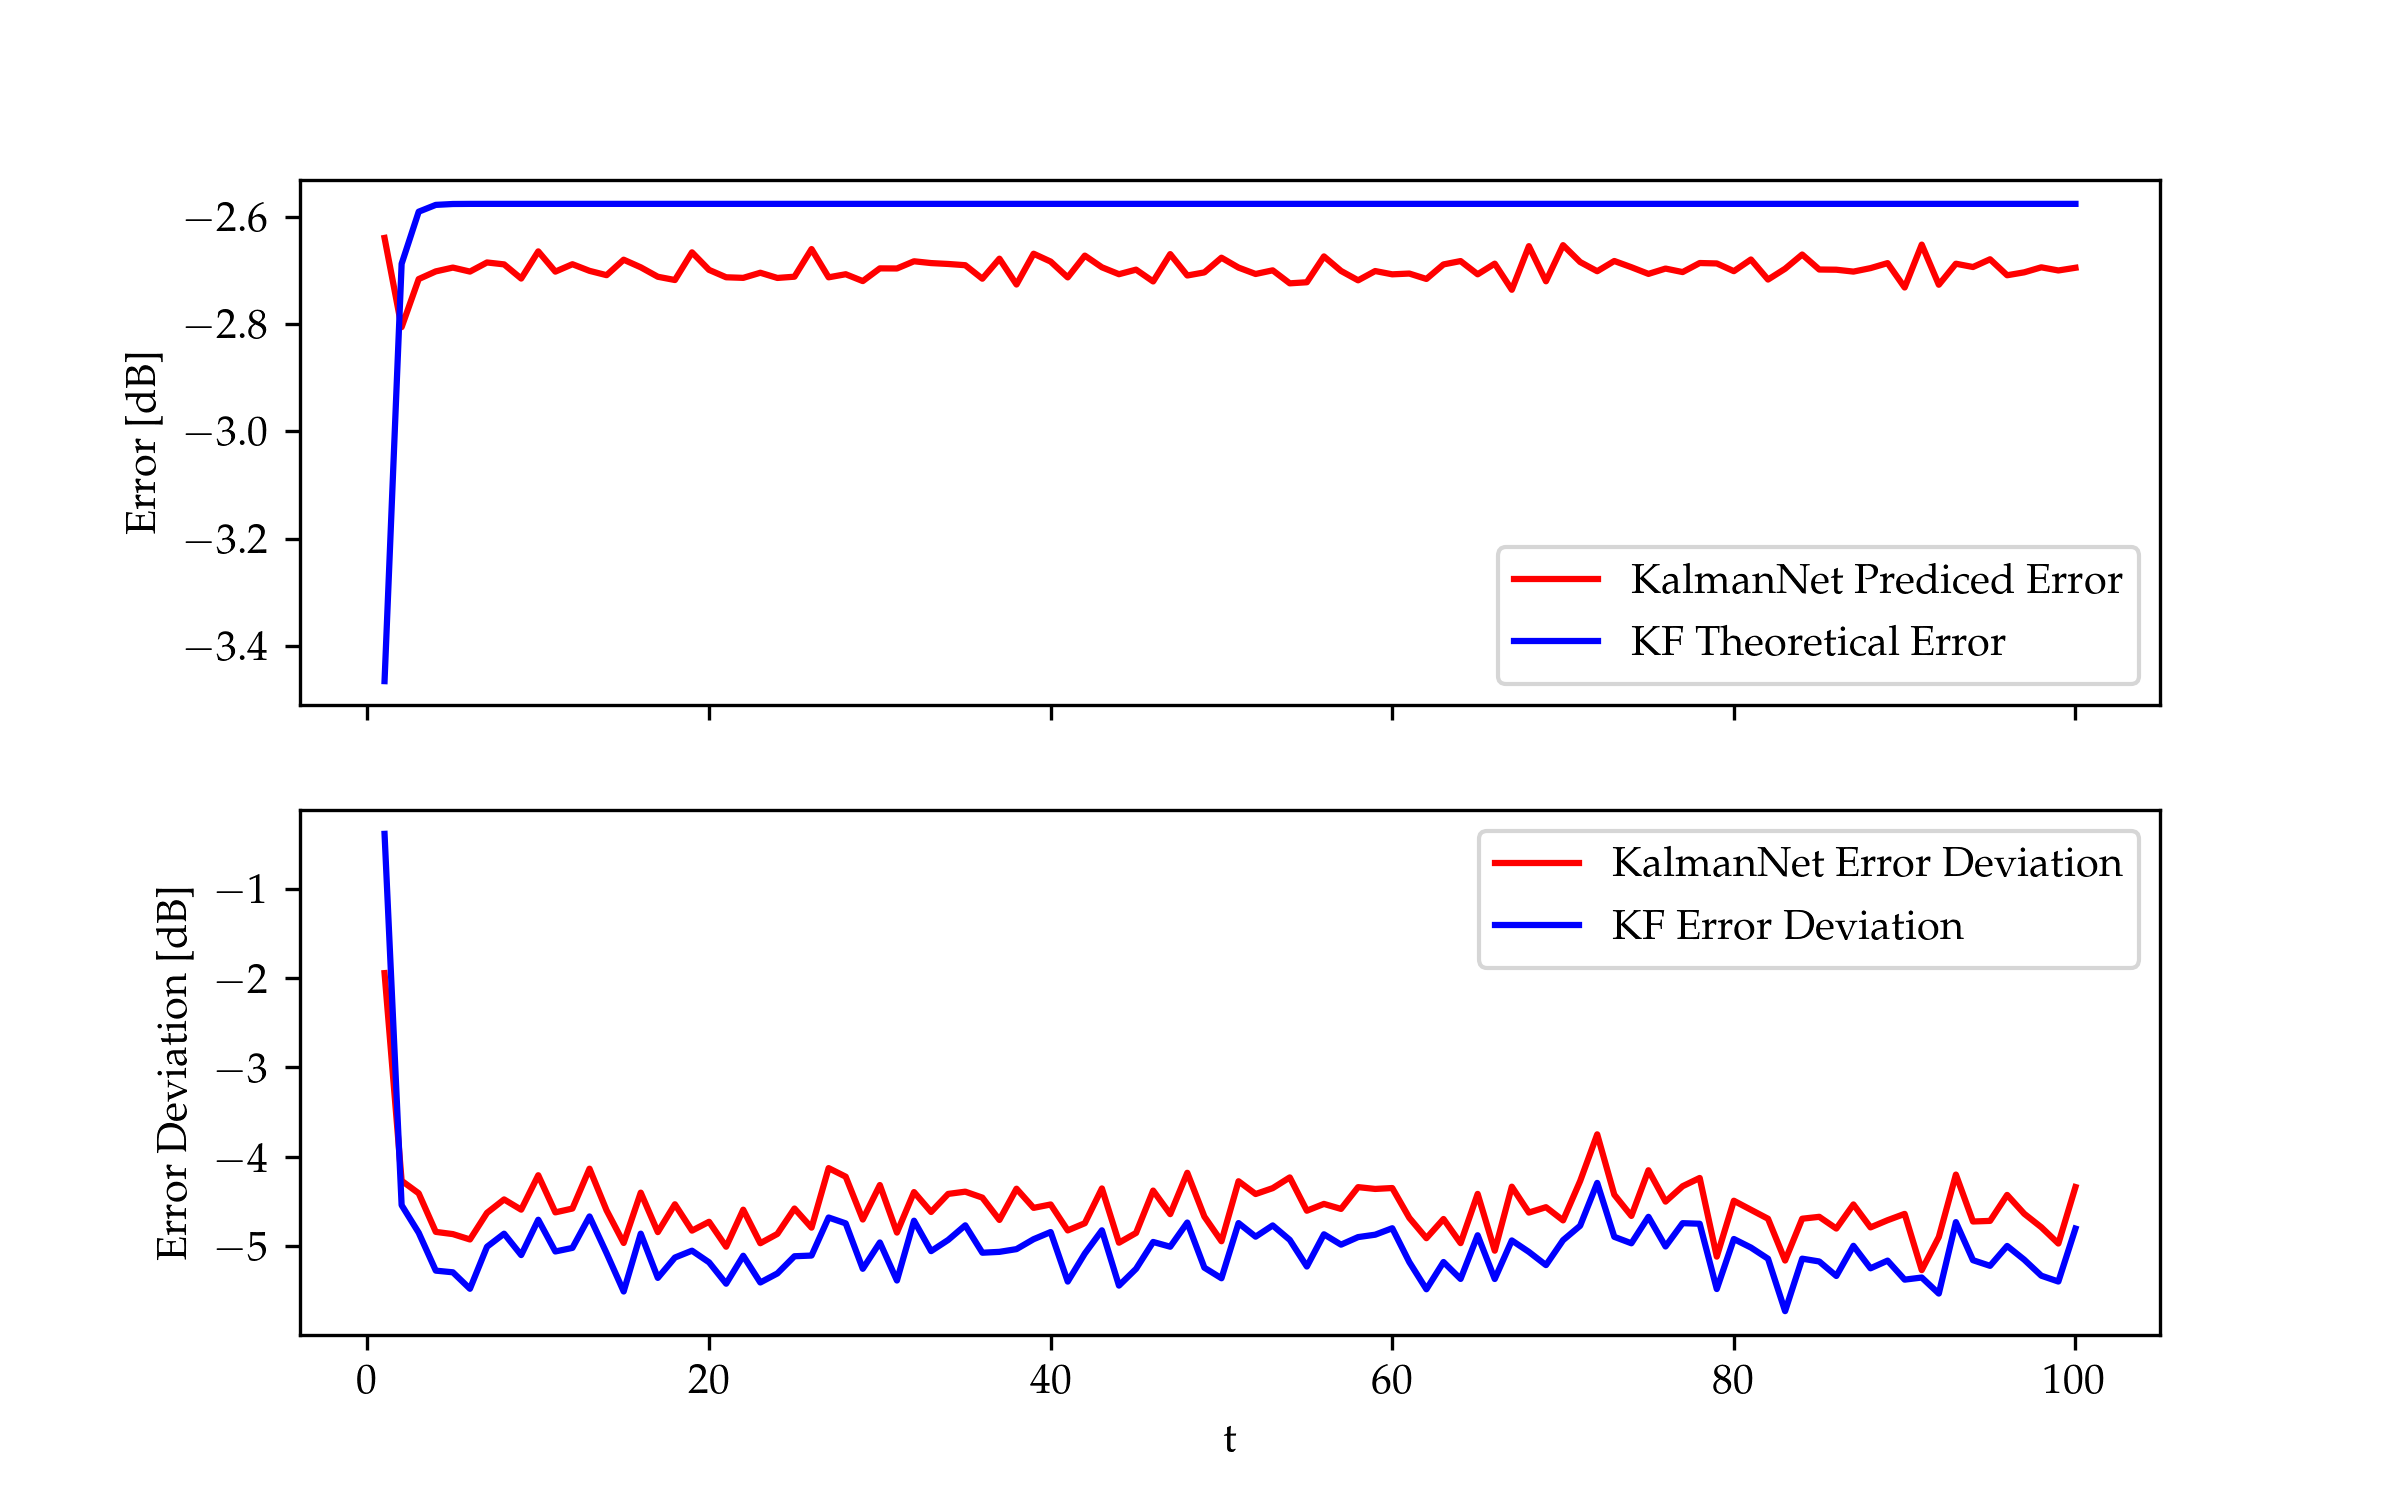 Error [dB]
−2.6
−2.8
−3.0
−3.2
−3.4
KalmanNet Prediced Error
KF Theoretical Error
Error Deviation [dB]
−1
−2
−3
−4
−5
KalmanNet Error Deviation
KF Error Deviation
0 20 40 60 80 100
t